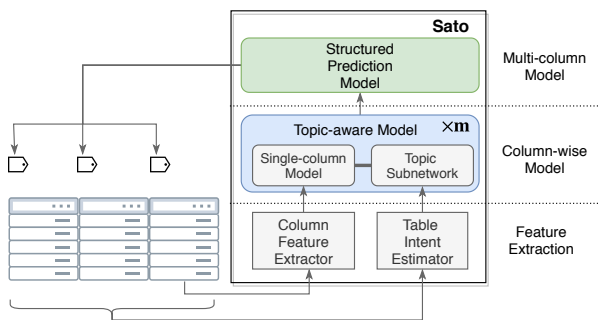 Sato
Structured
Prediction
Model
Multi-column
Model
Topic-aware Model
×m
Single-column
Model
Topic
Subnetwork
Column-wise
Model
Column
Feature
Extractor
Table
Intent
Estimator
Feature
Extraction